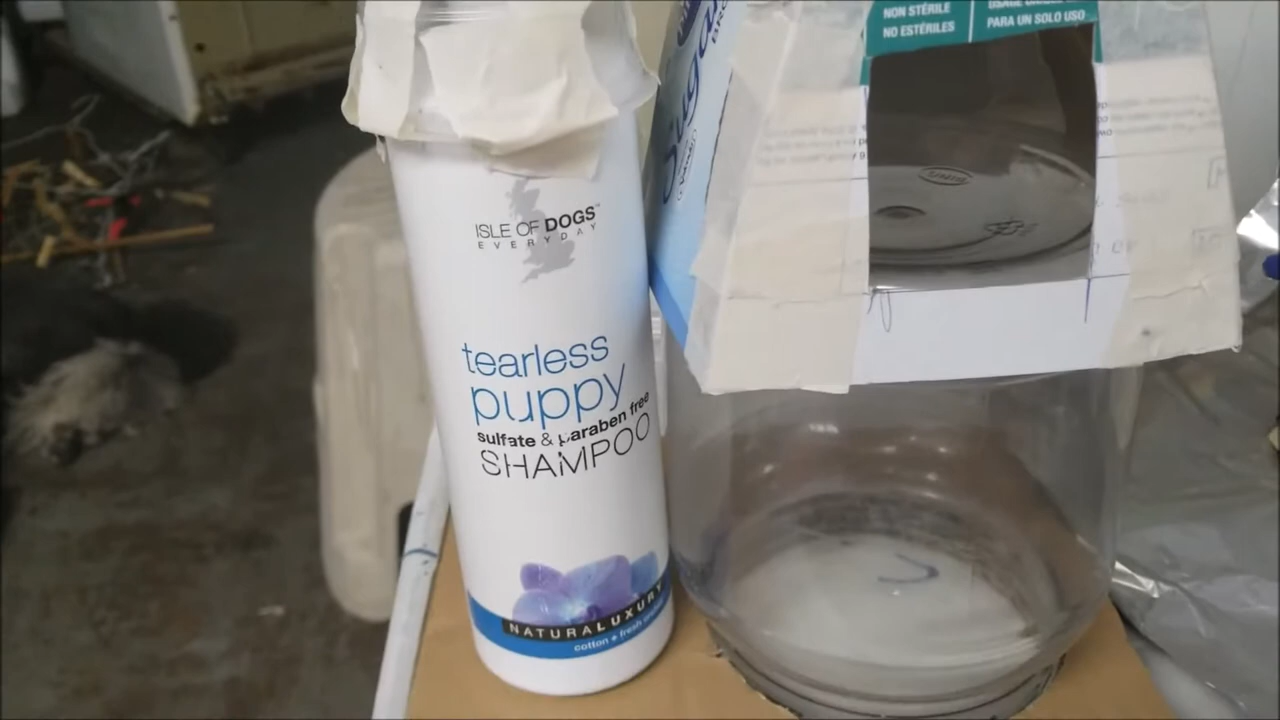 ISLE OF DOGS
EVERYDAY
tearless
puppy
sulfate & paraben free
SHAMPOO
NATURALUXURY
cotton + fresh
Sugar
NON STÉRILE
NO ESTÉRILES
PARA UN SOLO USO